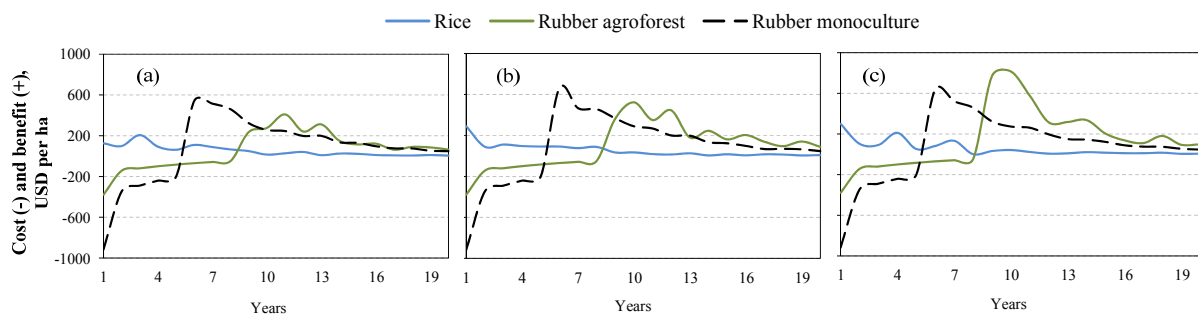 Rice Rubber agroforest Rubber monoculture
Cost (-) and benefit (+),
USD per ha
1000
600
200
-200
-600
-1000
(a)
(b)
(c)
1 4 7 10 13 16 19
1 4 7 10 13 16 19
1 4 7 10 13 16 19
Years
Years
Years